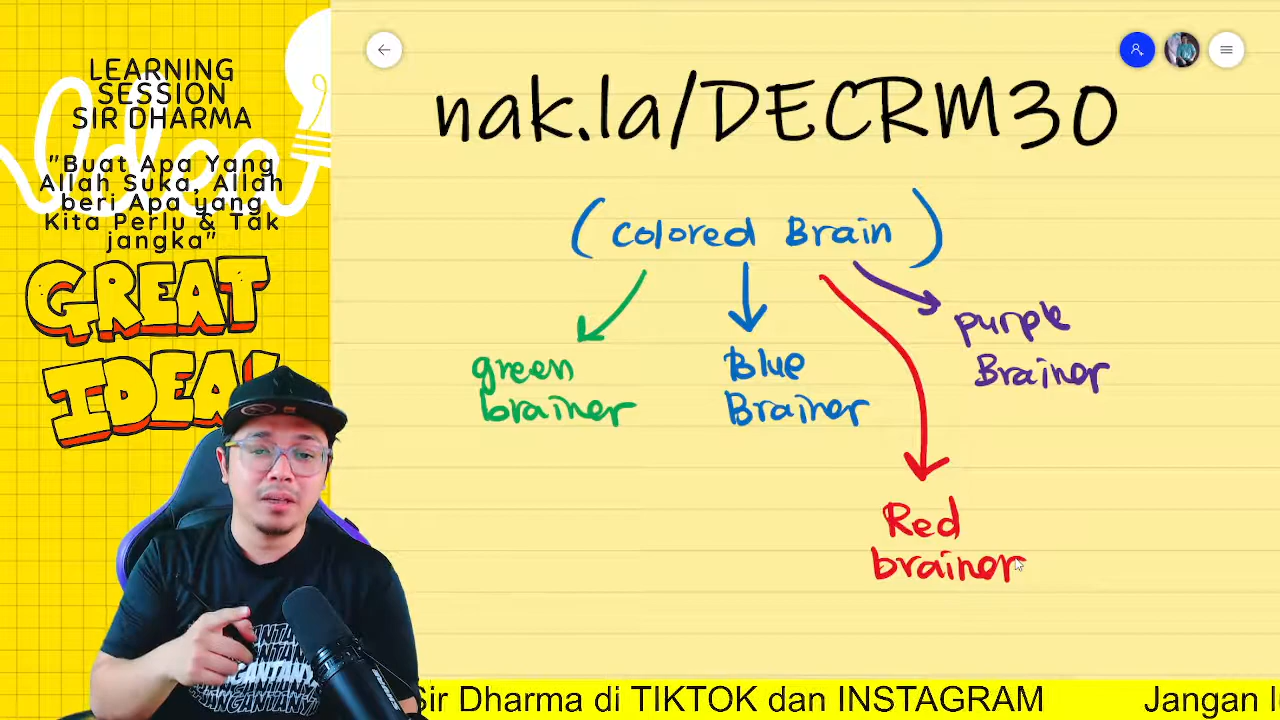 LEARNING
SESSION
SIR DHARMA
"Buat Apa Yang
Allah Suka, Allah
beri Apa yang
Kita Perlu & Tak
jangka"
Idea
GREAT
IDEA!
nak.la/DECRM30
(Colored Brain)
green
brainer
Blue
Brainer
purple
Brainer
Red
brainer
Sir Dharma di TIKTOK dan INSTAGRAM
Jangan